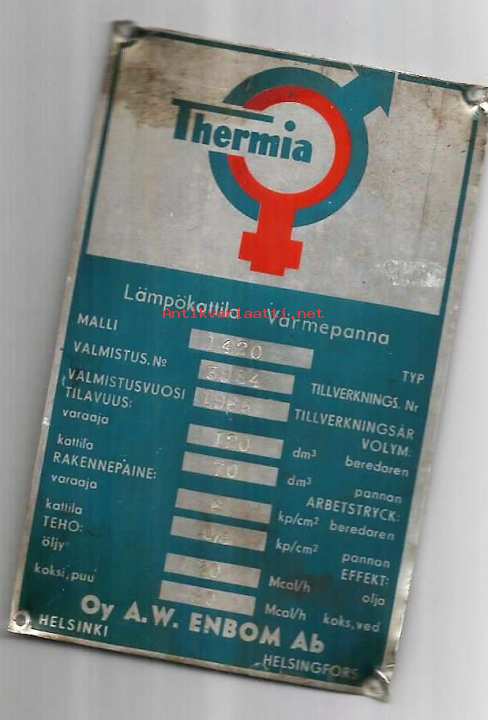 Thermia
Lämpökattila Värmepanna
Antiikkilaatti.net
MALLI 1420 TYP
VALMISTUS. No TILLVERKNINGS. Nr
VALMISTUSVUOSI TILLVERKNINGSÅR
TILAVUUS: VOLYM:
varaaja 120 dm³ beredaren
kattila 70 dm³ pannan
RAKENNEPAINE: ARBETSTRYCK:
varaaja kp/cm² beredaren
kattila kp/cm² pannan
TEHO: EFFEKT:
öljy Mcal/h olja
koksi, puu Mcal/h koks, ved
Oy A.W. ENBOM Ab
HELSINKI HELSINGFORS